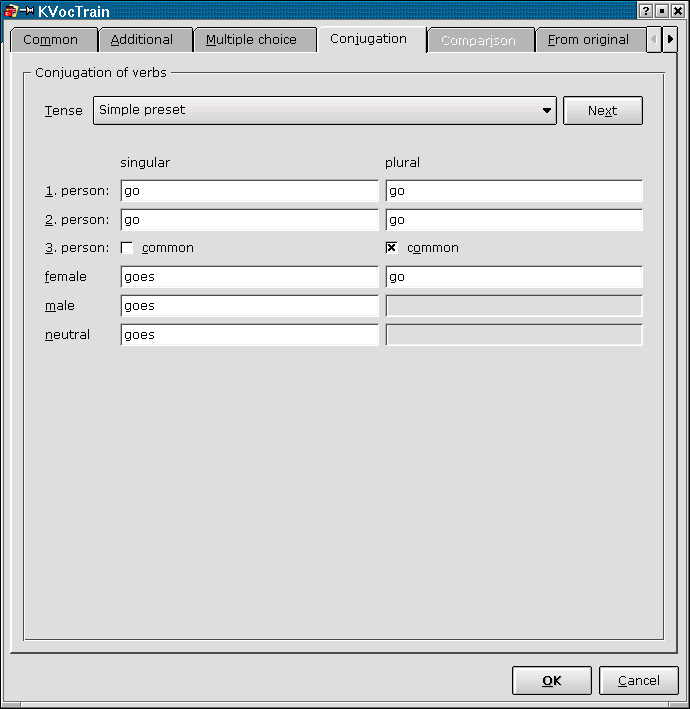 KVocTrain
Common Additional Multiple choice Conjugation Comparison From original
Conjugation of verbs
Tense Simple preset Next
singular plural
1. person: go go
2. person: go go
3. person: common common
female goes go
male goes
neutral goes
OK Cancel